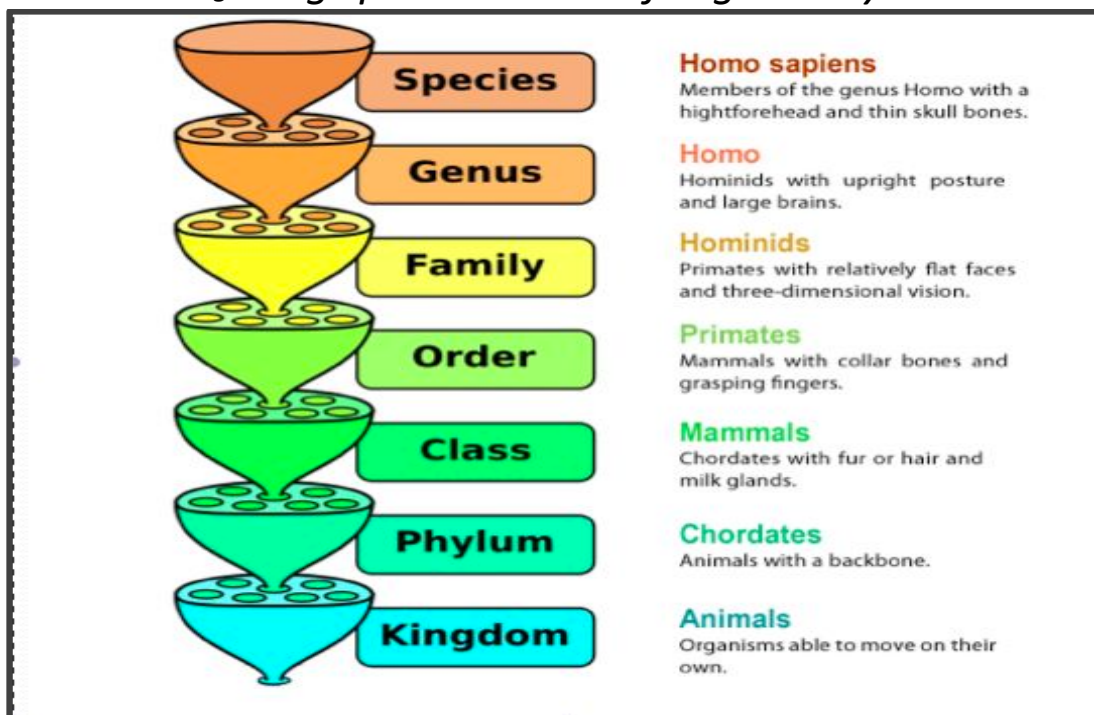 Species
Homo sapiens
Members of the genus Homo with a
hightforehead and thin skull bones.
Genus
Homo
Hominids with upright posture
and large brains.
Family
Hominids
Primates with relatively flat faces
and three-dimensional vision.
Order
Primates
Mammals with collar bones and
grasping fingers.
Class
Mammals
Chordates with fur or hair and
milk glands.
Phylum
Chordates
Animals with a backbone.
Kingdom
Animals
Organisms able to move on their
own.